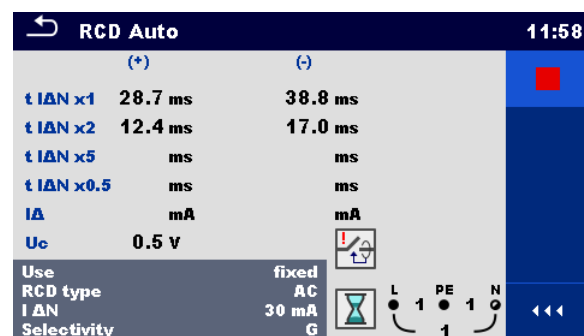 RCD Auto 11:58
(+) (-)
t IΔN x1 28.7 ms 38.8 ms
t IΔN x2 12.4 ms 17.0 ms
t IΔN x5 ms ms
t IΔN x0.5 ms ms
IΔ mA mA
Uc 0.5 V
Use fixed
RCD type AC
I ΔN 30 mA
Selectivity G
L PE N
1 1
1